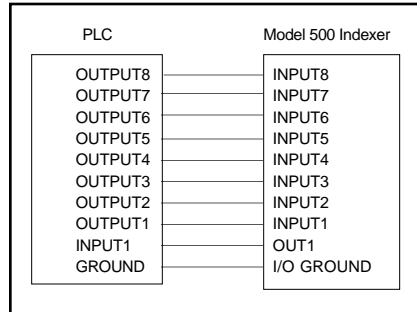 PLC Model 500 Indexer
OUTPUT8 INPUT8
OUTPUT7 INPUT7
OUTPUT6 INPUT6
OUTPUT5 INPUT5
OUTPUT4 INPUT4
OUTPUT3 INPUT3
OUTPUT2 INPUT2
OUTPUT1 INPUT1
INPUT1 OUT1
GROUND I/O GROUND